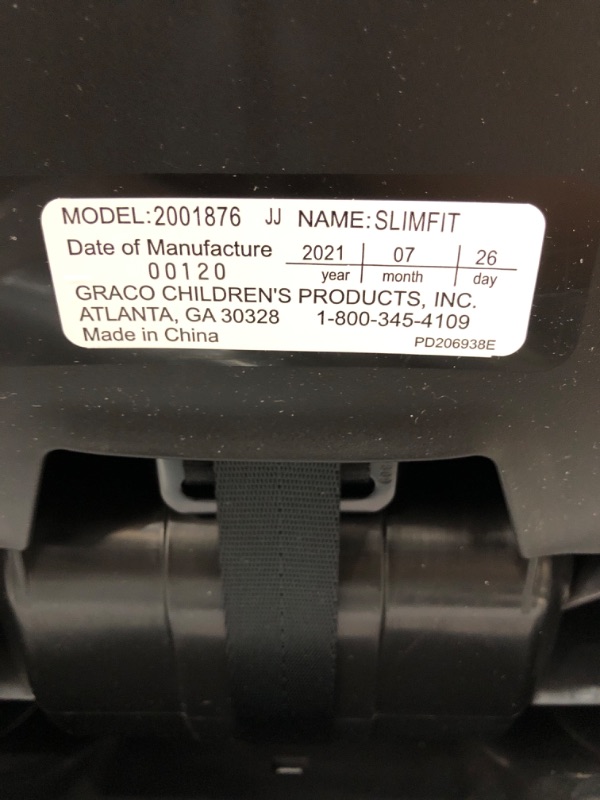 MODEL:2001876 JJ NAME:SLIMFIT
Date of Manufacture 2021 07 26
00120 year month day
GRACO CHILDREN'S PRODUCTS, INC.
ATLANTA, GA 30328 1-800-345-4109
Made in China PD206938E